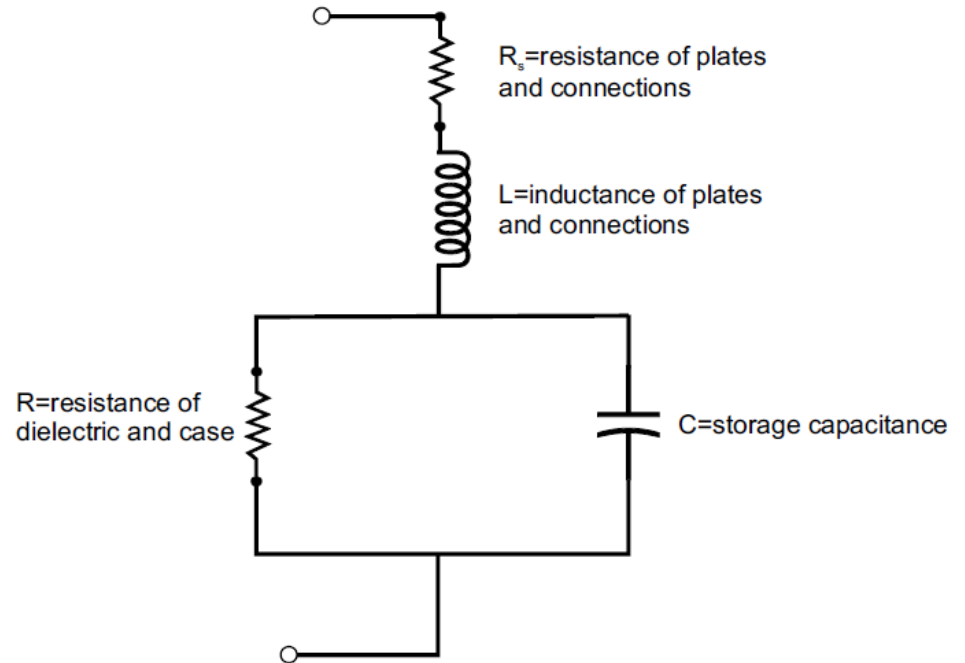 Rs=resistance of plates
and connections
L=inductance of plates
and connections
R=resistance of
dielectric and case
C=storage capacitance